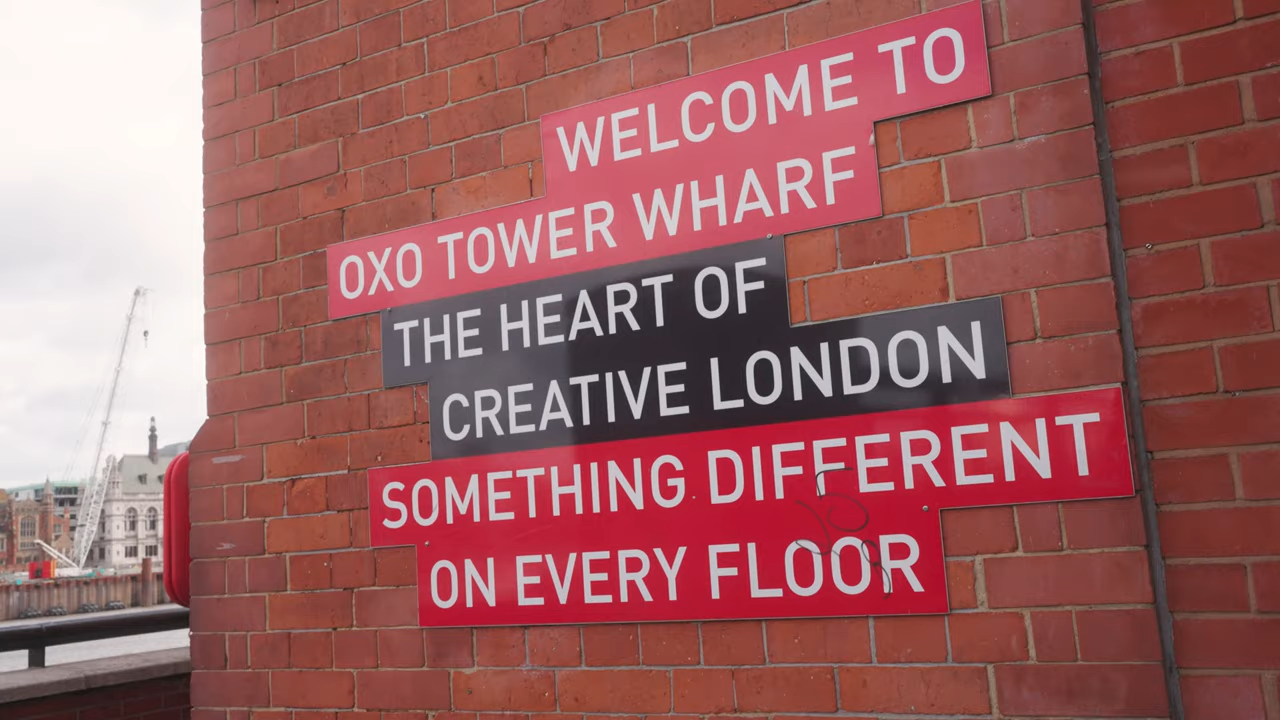 WELCOME TO
OXO TOWER WHARF
THE HEART OF
CREATIVE LONDON
SOMETHING DIFFERENT
ON EVERY FLOOR